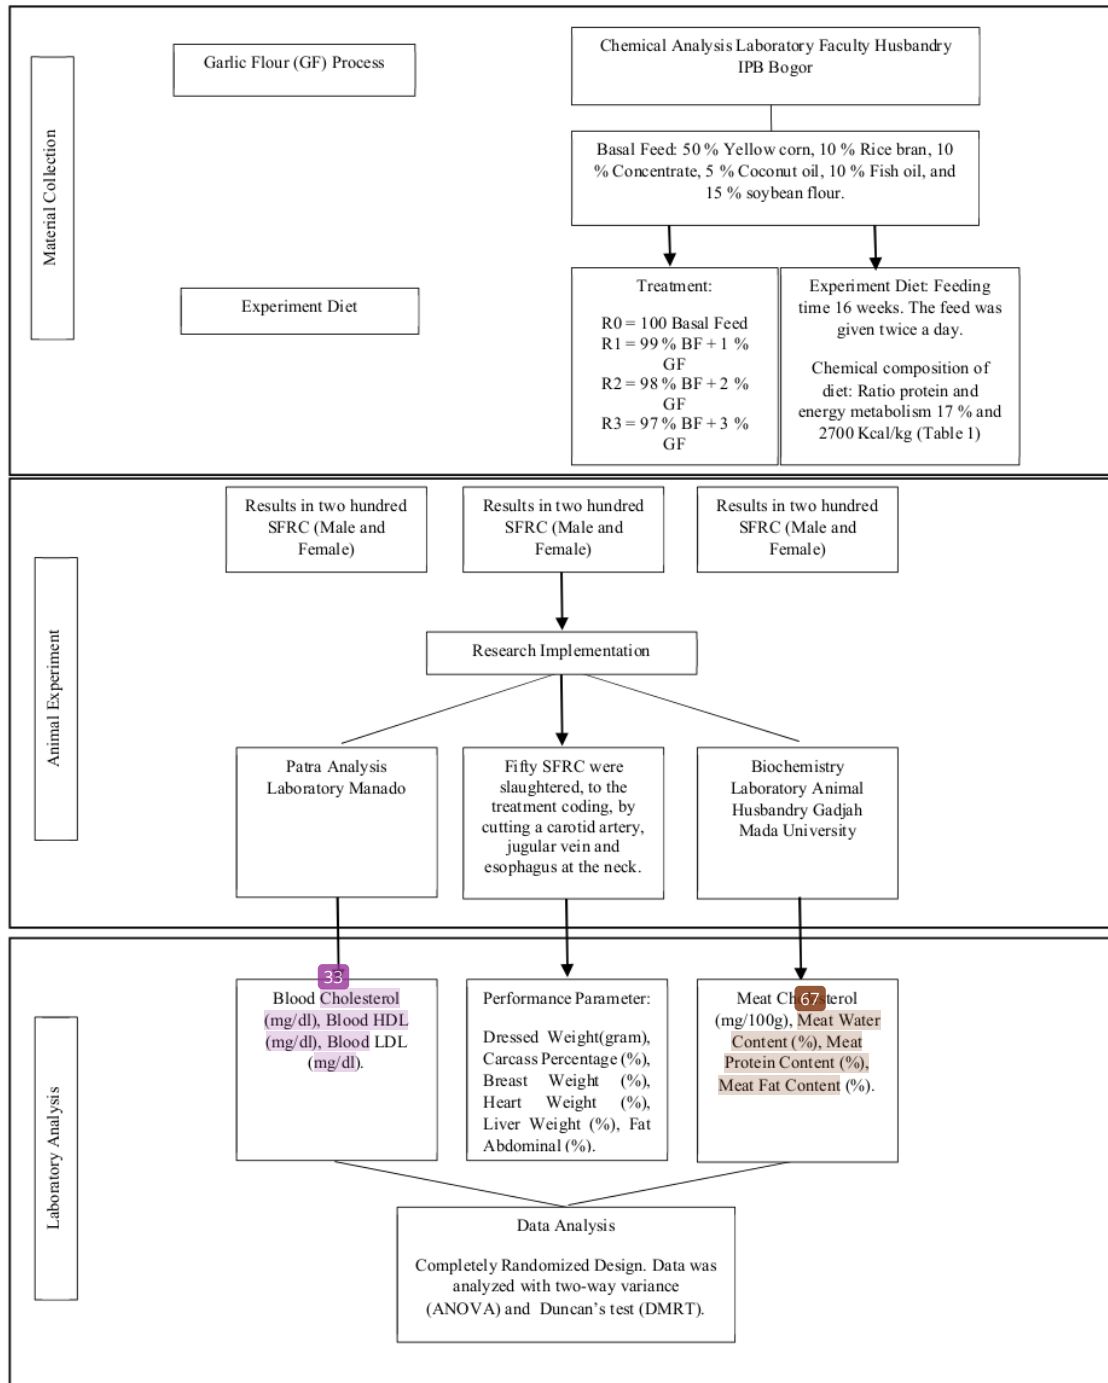 Material Collection
Garlic Flour (GF) Process
Chemical Analysis Laboratory Faculty Husbandry
IPB Bogor
Basal Feed: 50 % Yellow corn, 10 % Rice bran, 10
% Concentrate, 5 % Coconut oil, 10 % Fish oil, and
15 % soybean flour.
Experiment Diet
Treatment:
R0 = 100 Basal Feed
R1 = 99 % BF + 1 %
GF
R2 = 98 % BF + 2 %
GF
R3 = 97 % BF + 3 %
GF
Experiment Diet: Feeding
time 16 weeks. The feed was
given twice a day.
Chemical composition of
diet: Ratio protein and
energy metabolism 17 % and
2700 Kcal/kg (Table 1)
Animal Experiment
Results in two hundred
SFRC (Male and
Female)
Results in two hundred
SFRC (Male and
Female)
Results in two hundred
SFRC (Male and
Female)
Research Implementation
Patra Analysis
Laboratory Manado
Fifty SFRC were
slaughtered, to the
treatment coding, by
cutting a carotid artery,
jugular vein and
esophagus at the neck.
Biochemistry
Laboratory Animal
Husbandry Gadjah
Mada University
Laboratory Analysis
33
Blood Cholesterol
(mg/dl), Blood HDL
(mg/dl), Blood LDL
(mg/dl).
Performance Parameter:
Dressed Weight(gram),
Carcass Percentage (%),
Breast Weight (%),
Heart Weight (%),
Liver Weight (%), Fat
Abdominal (%).
67
Meat Cholesterol
(mg/100g), Meat Water
Content (%), Meat
Protein Content (%),
Meat Fat Content (%).
Data Analysis
Completely Randomized Design. Data was
analyzed with two-way variance
(ANOVA) and Duncan's test (DMRT).